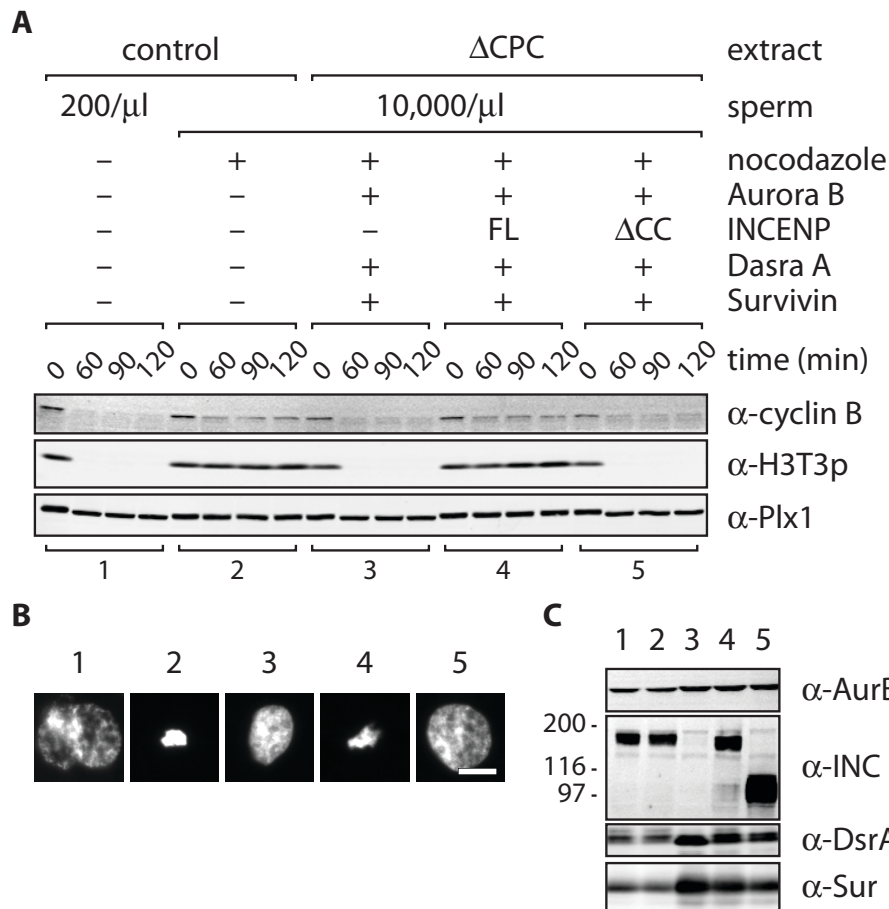 A
control ΔCPC extract
200/μl 10,000/μl sperm
– + + + + nocodazole
– – + + + Aurora B
– – – FL ΔCC INCENP
– – + + + Dasra A
– – + + + Survivin
0 60 90 120 0 60 90 120 0 60 90 120 0 60 90 120 0 60 90 120 time (min)
α-cyclin B
α-H3T3p
α-Plx1
1 2 3 4 5
B
1 2 3 4 5
C
1 2 3 4 5
α-AurB
200 -
116 -
97 -
α-INC
α-DsrA
α-Sur